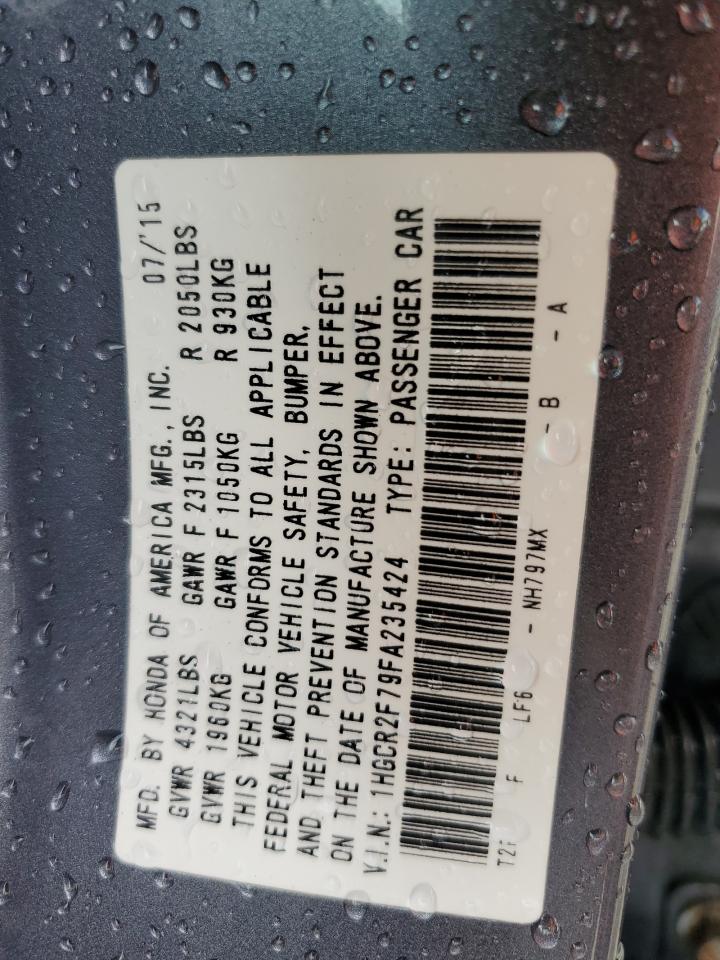 MFD. BY HONDA OF AMERICA MFG., INC. 07/'15
GVWR 4321LBS GAWR F 2315LBS R 2050LBS
GVWR 1960KG GAWR F 1050KG R 930KG
THIS VEHICLE CONFORMS TO ALL APPLICABLE
FEDERAL MOTOR VEHICLE SAFETY, BUMPER,
AND THEFT PREVENTION STANDARDS IN EFFECT
ON THE DATE OF MANUFACTURE SHOWN ABOVE.
V.I.N.: 1HGCR2F79FA235424 TYPE: PASSENGER CAR
F LF6 - NH797MX - B - A